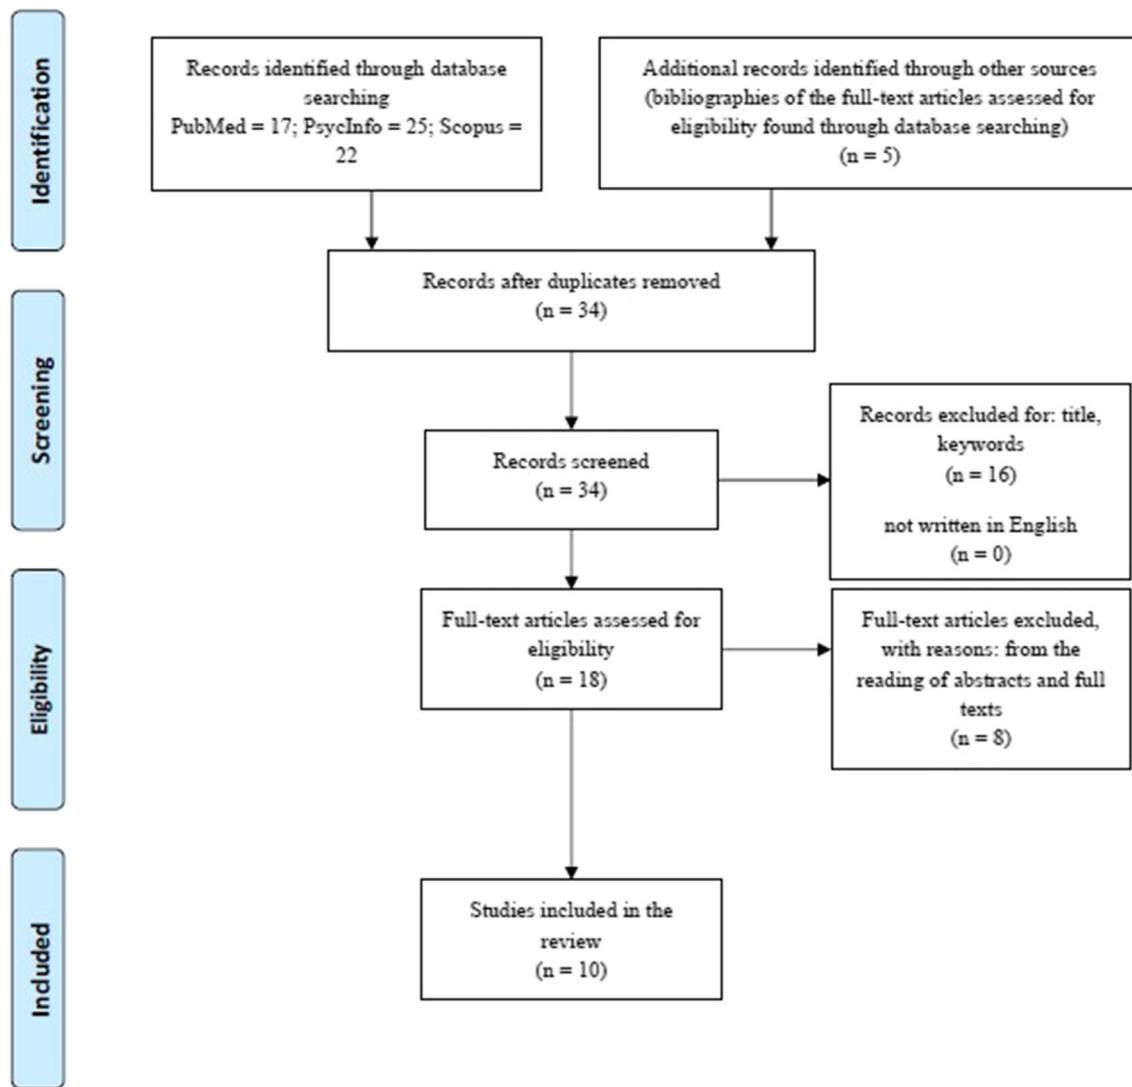 Identification
Records identified through database
searching
PubMed = 17; PsycInfo = 25; Scopus =
22
Additional records identified through other sources
(bibliographies of the full-text articles assessed for
eligibility found through database searching)
(n = 5)
Records after duplicates removed
(n = 34)
Screening
Records screened
(n = 34)
Records excluded for: title,
keywords
(n = 16)
not written in English
(n = 0)
Eligibility
Full-text articles assessed for
eligibility
(n = 18)
Full-text articles excluded,
with reasons: from the
reading of abstracts and full
texts
(n = 8)
Included
Studies included in the
review
(n = 10)